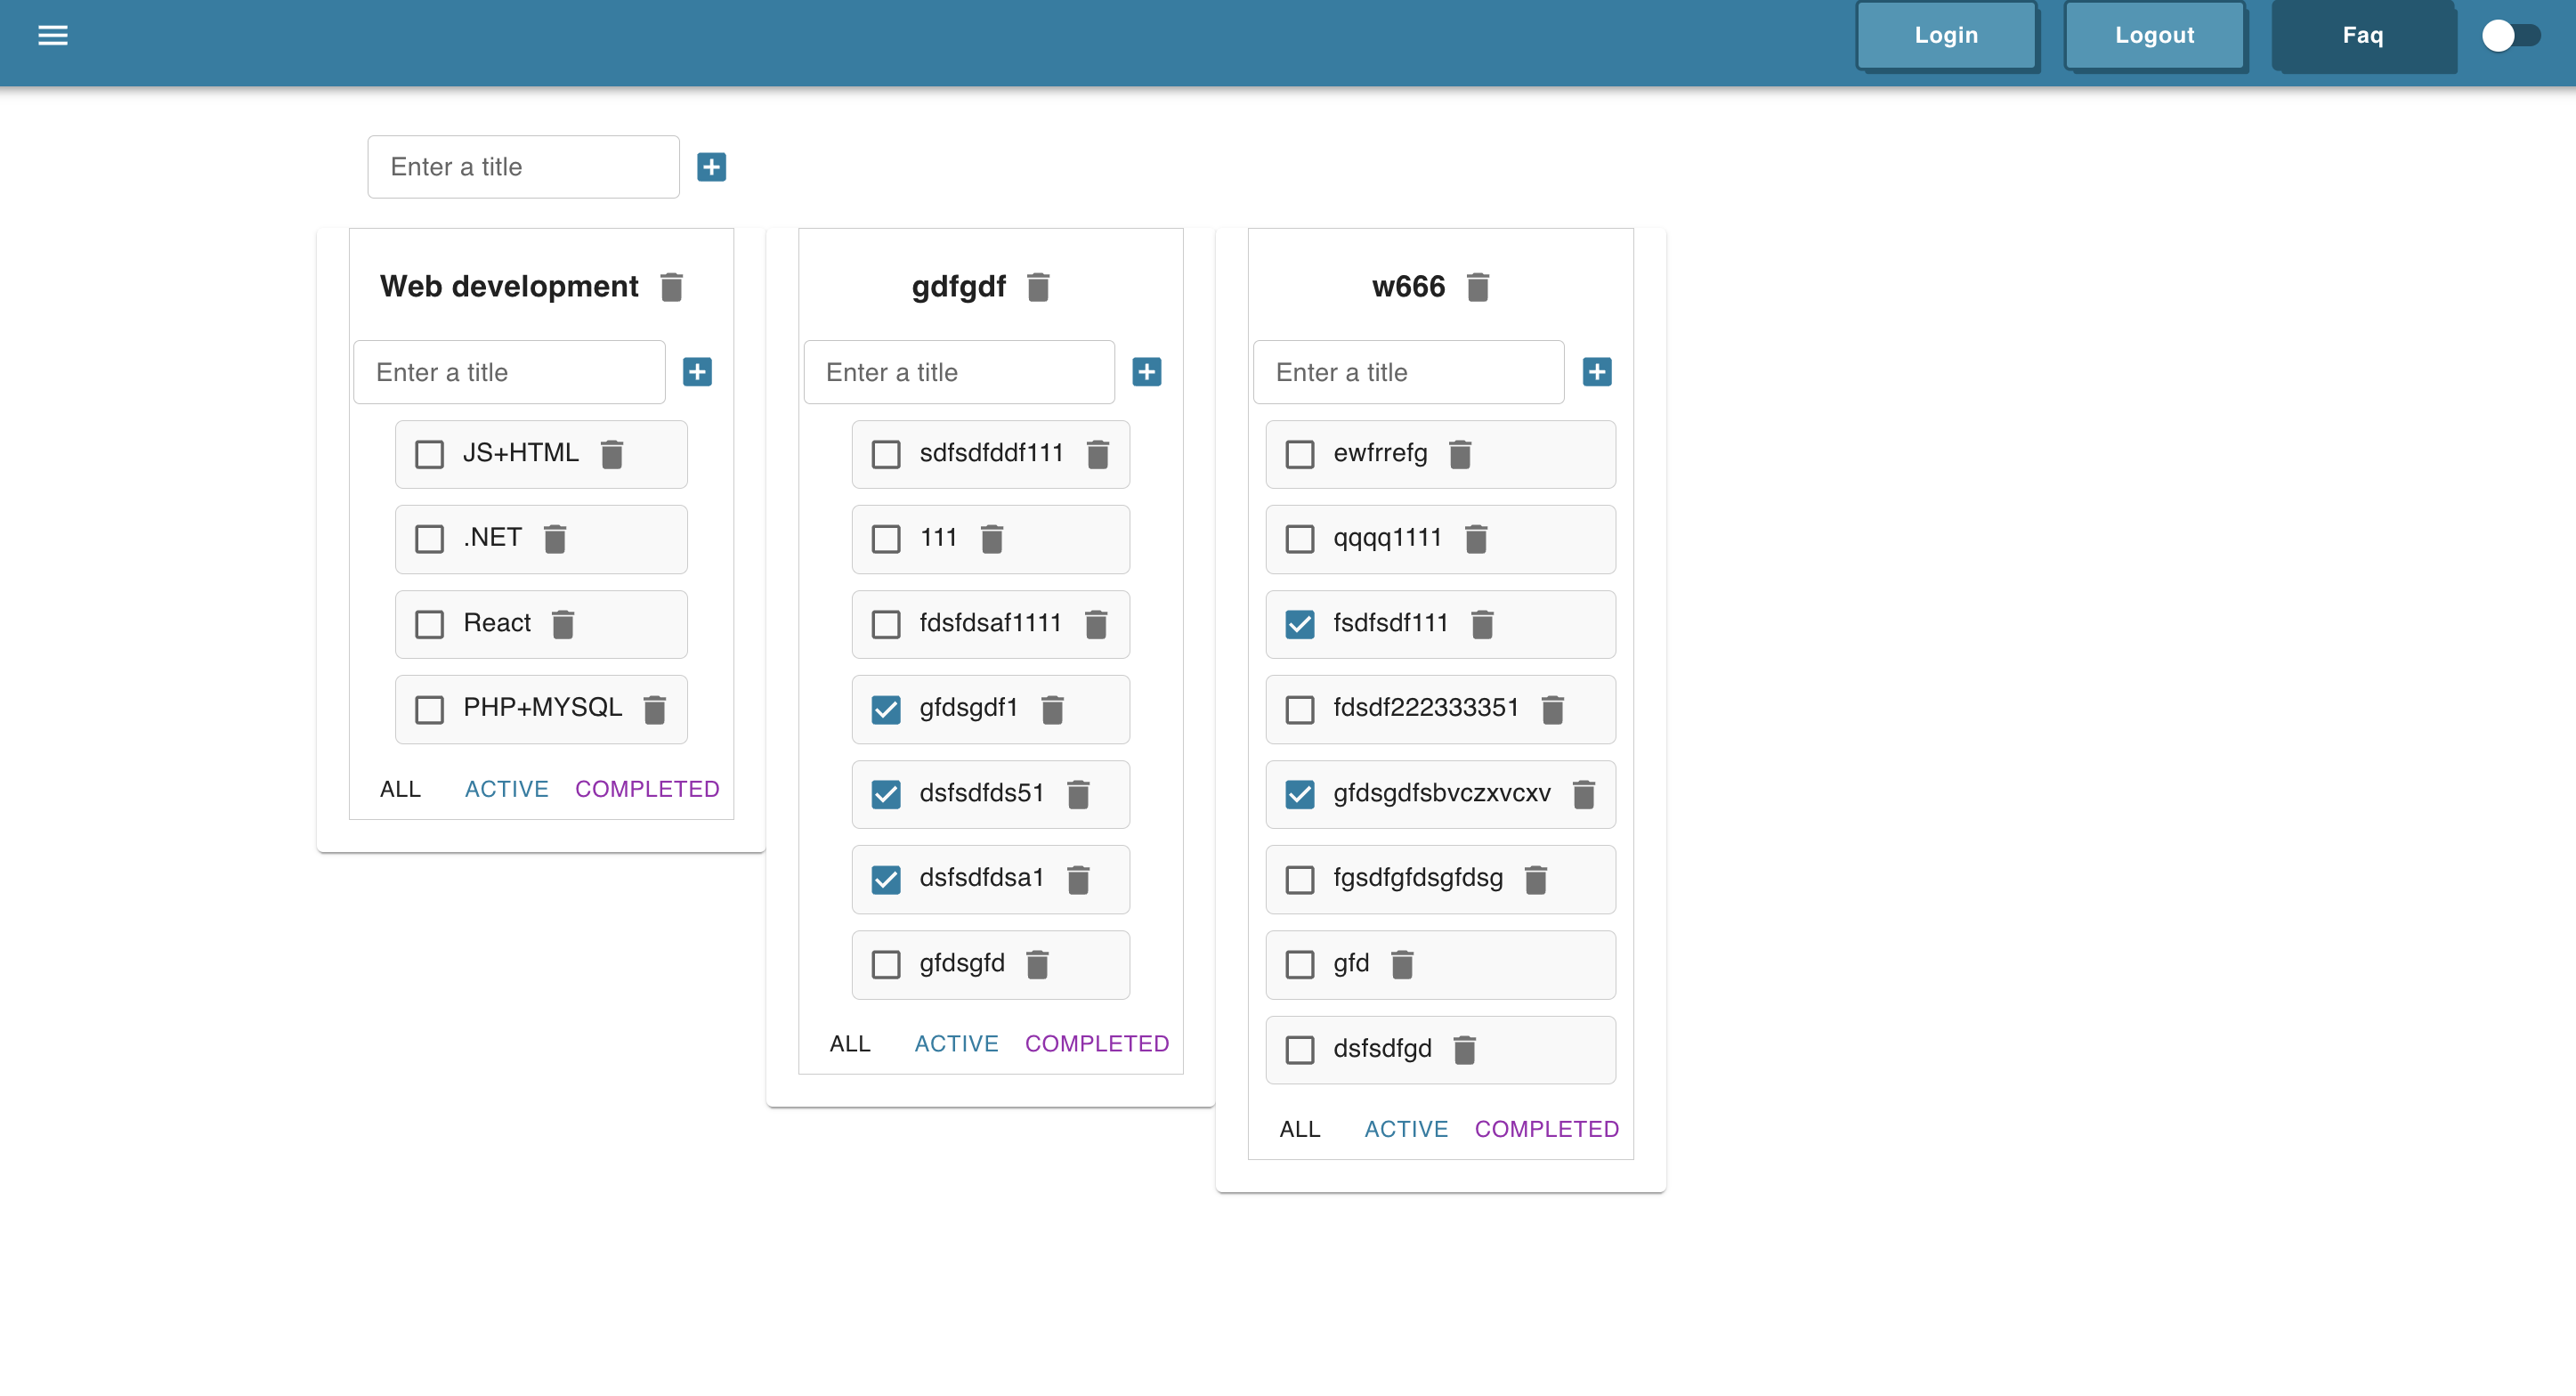 Login
Logout
Faq
Enter a title
Web development
Enter a title
JS+HTML
.NET
React
PHP+MYSQL
ALL ACTIVE COMPLETED
gdfgdf
Enter a title
sdfsdfddf111
111
fdsfdsaf1111
gfdsgdf1
dsfsdfds51
dsfsdfdsa1
gfdsgfd
ALL ACTIVE COMPLETED
w666
Enter a title
ewfrrefg
qqqq1111
fsdfsdf111
fdsdf222333351
gfdsgdfsbvczxvcxv
fgsdfgfdsgfdsg
gfd
dsfsdfgd
ALL ACTIVE COMPLETED